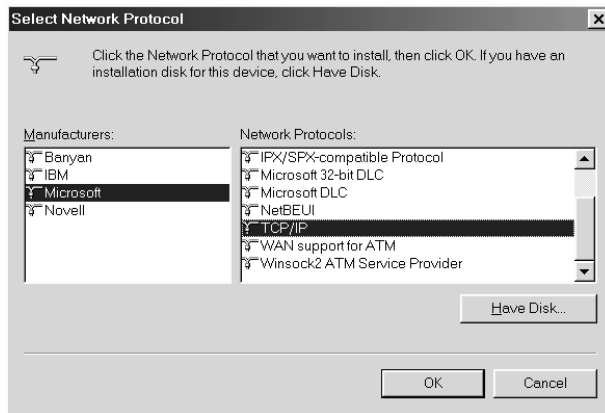 Select Network Protocol
Click the Network Protocol that you want to install, then click OK. If you have an
installation disk for this device, click Have Disk.
Manufacturers:
Banyan
IBM
Microsoft
Novell
Network Protocols:
IPX/SPX-compatible Protocol
Microsoft 32-bit DLC
Microsoft DLC
NetBEUI
TCP/IP
WAN support for ATM
Winsock2 ATM Service Provider
Have Disk...
OK
Cancel